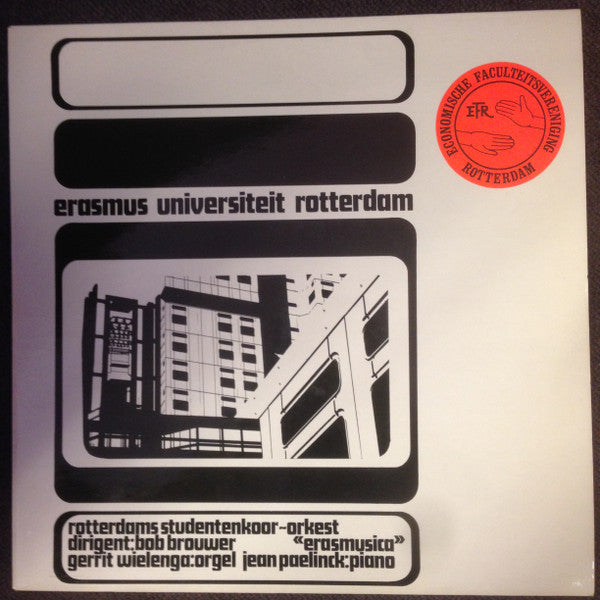 ECONOMISCHE FACULTEITSVERENIGING
EFR
ROTTERDAM
erasmus universiteit rotterdam
rotterdams studentenkoor-orkest
dirigent:bob brouwer «erasmusica»
gerrit wielenga:orgel jean paelinck:piano